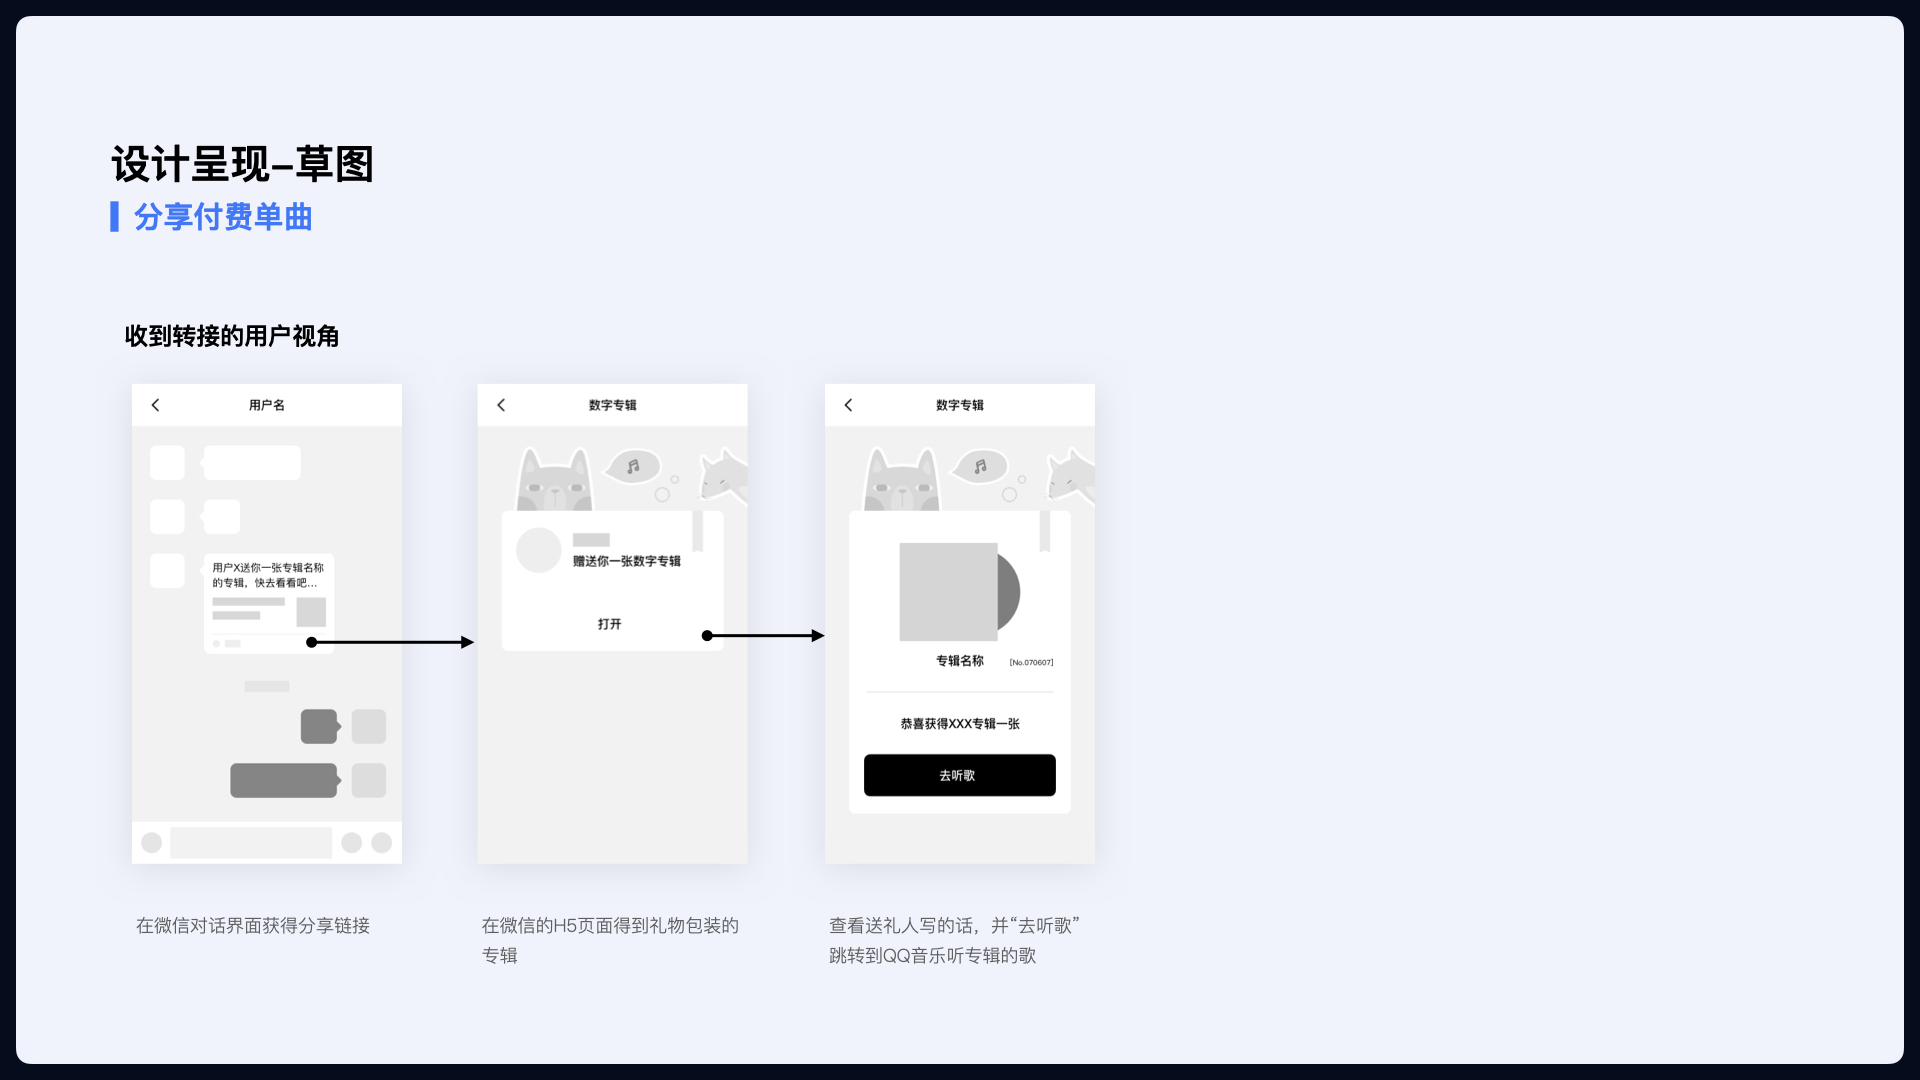 设计呈现-草图
分享付费单曲
收到转接的用户视角
用户名
用户X送你一张专辑名称
的专辑，快去看看吧...
在微信对话界面获得分享链接
数字专辑
赠送你一张数字专辑
打开
在微信的H5页面得到礼物包装的
专辑
数字专辑
专辑名称
[No.070607]
恭喜获得XXX专辑一张
去听歌
查看送礼人写的话，并“去听歌”
跳转到QQ音乐听专辑的歌